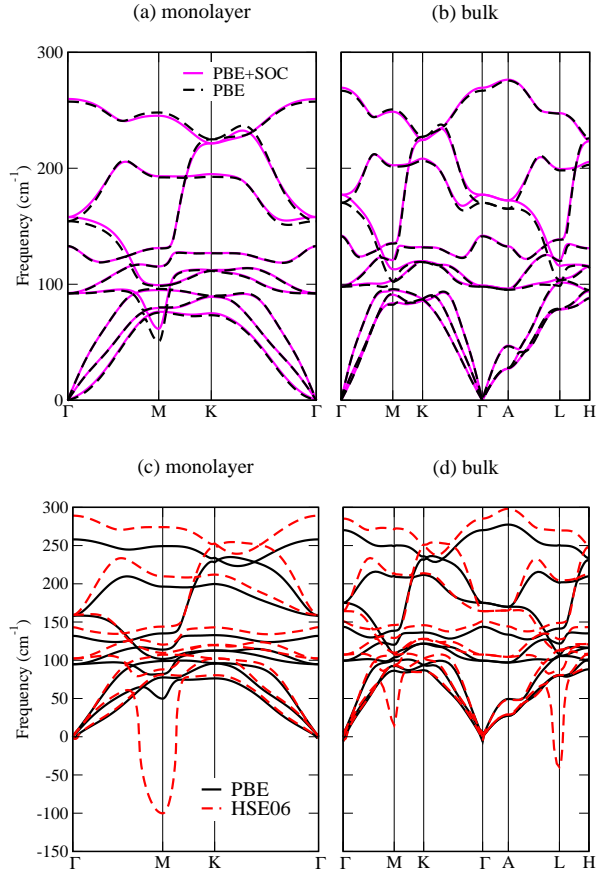 (a) monolayer
(b) bulk
300
200
100
0
Frequency (cm⁻¹)
PBE+SOC
PBE
Γ M K Γ
Γ M K Γ A L H
(c) monolayer
(d) bulk
300
250
200
150
100
50
0
-50
-100
-150
Frequency (cm⁻¹)
PBE
HSE06
Γ M K Γ
Γ M K Γ A L H